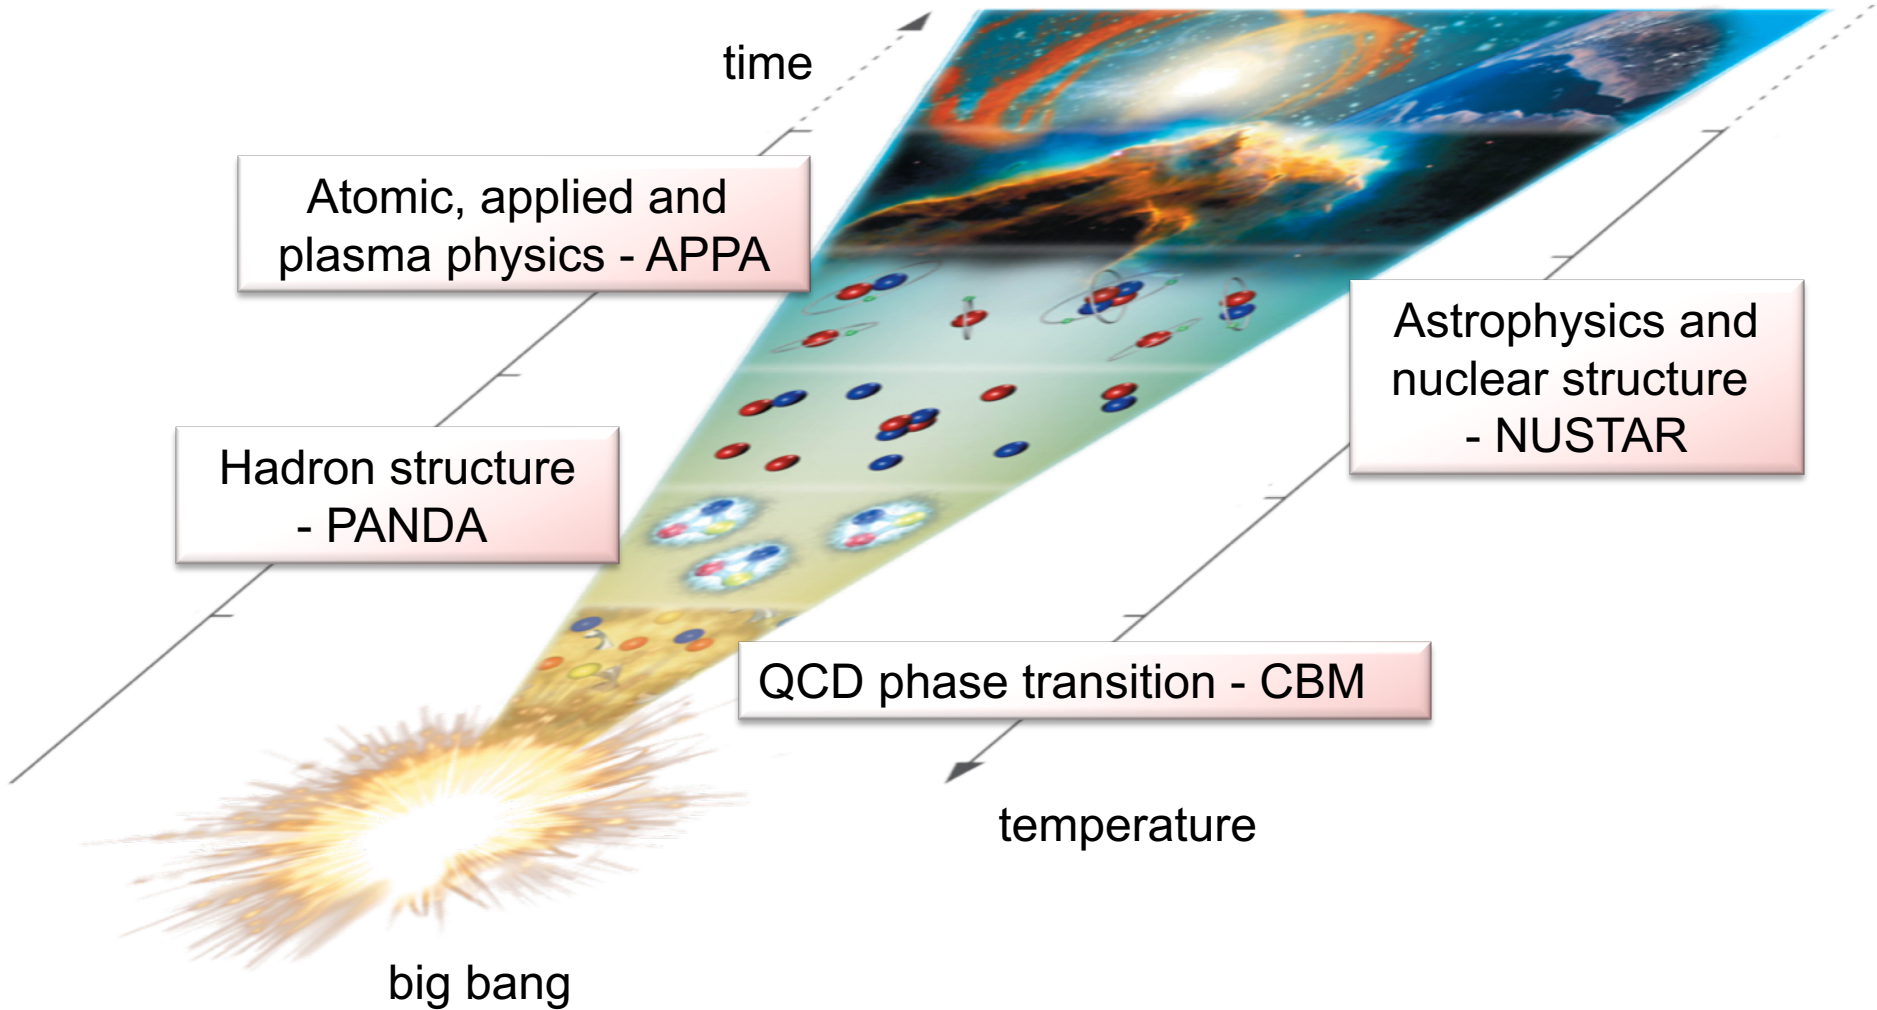 time
Atomic, applied and
plasma physics - APPA
Astrophysics and
nuclear structure
- NUSTAR
Hadron structure
- PANDA
QCD phase transition - CBM
temperature
big bang